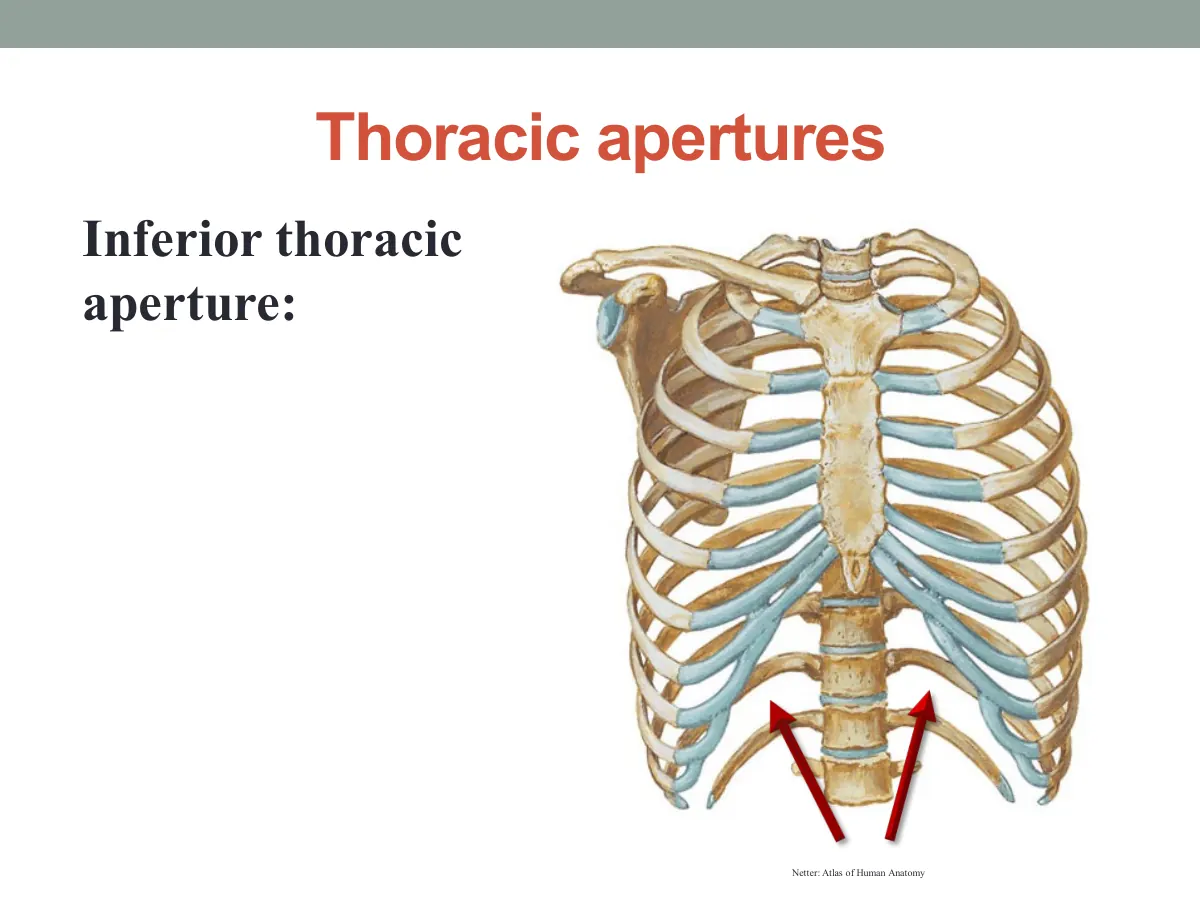 Thoracic apertures
Inferior thoracic
aperture:
Netter: Atlas of Human Anatomy